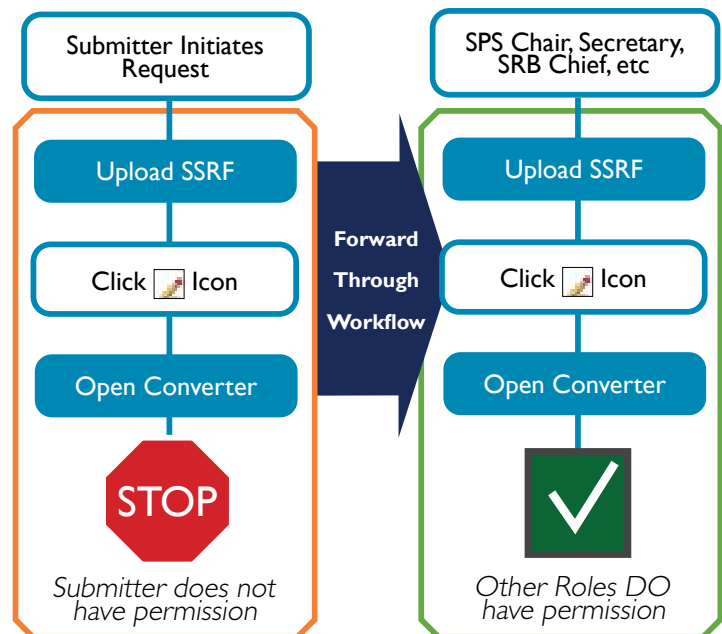 Submitter Initiates
Request
Upload SSRF
Click Icon
Open Converter
STOP
Submitter does not
have permission
Forward
Through
Workflow
SPS Chair, Secretary,
SRB Chief, etc
Upload SSRF
Click Icon
Open Converter
Other Roles DO
have permission